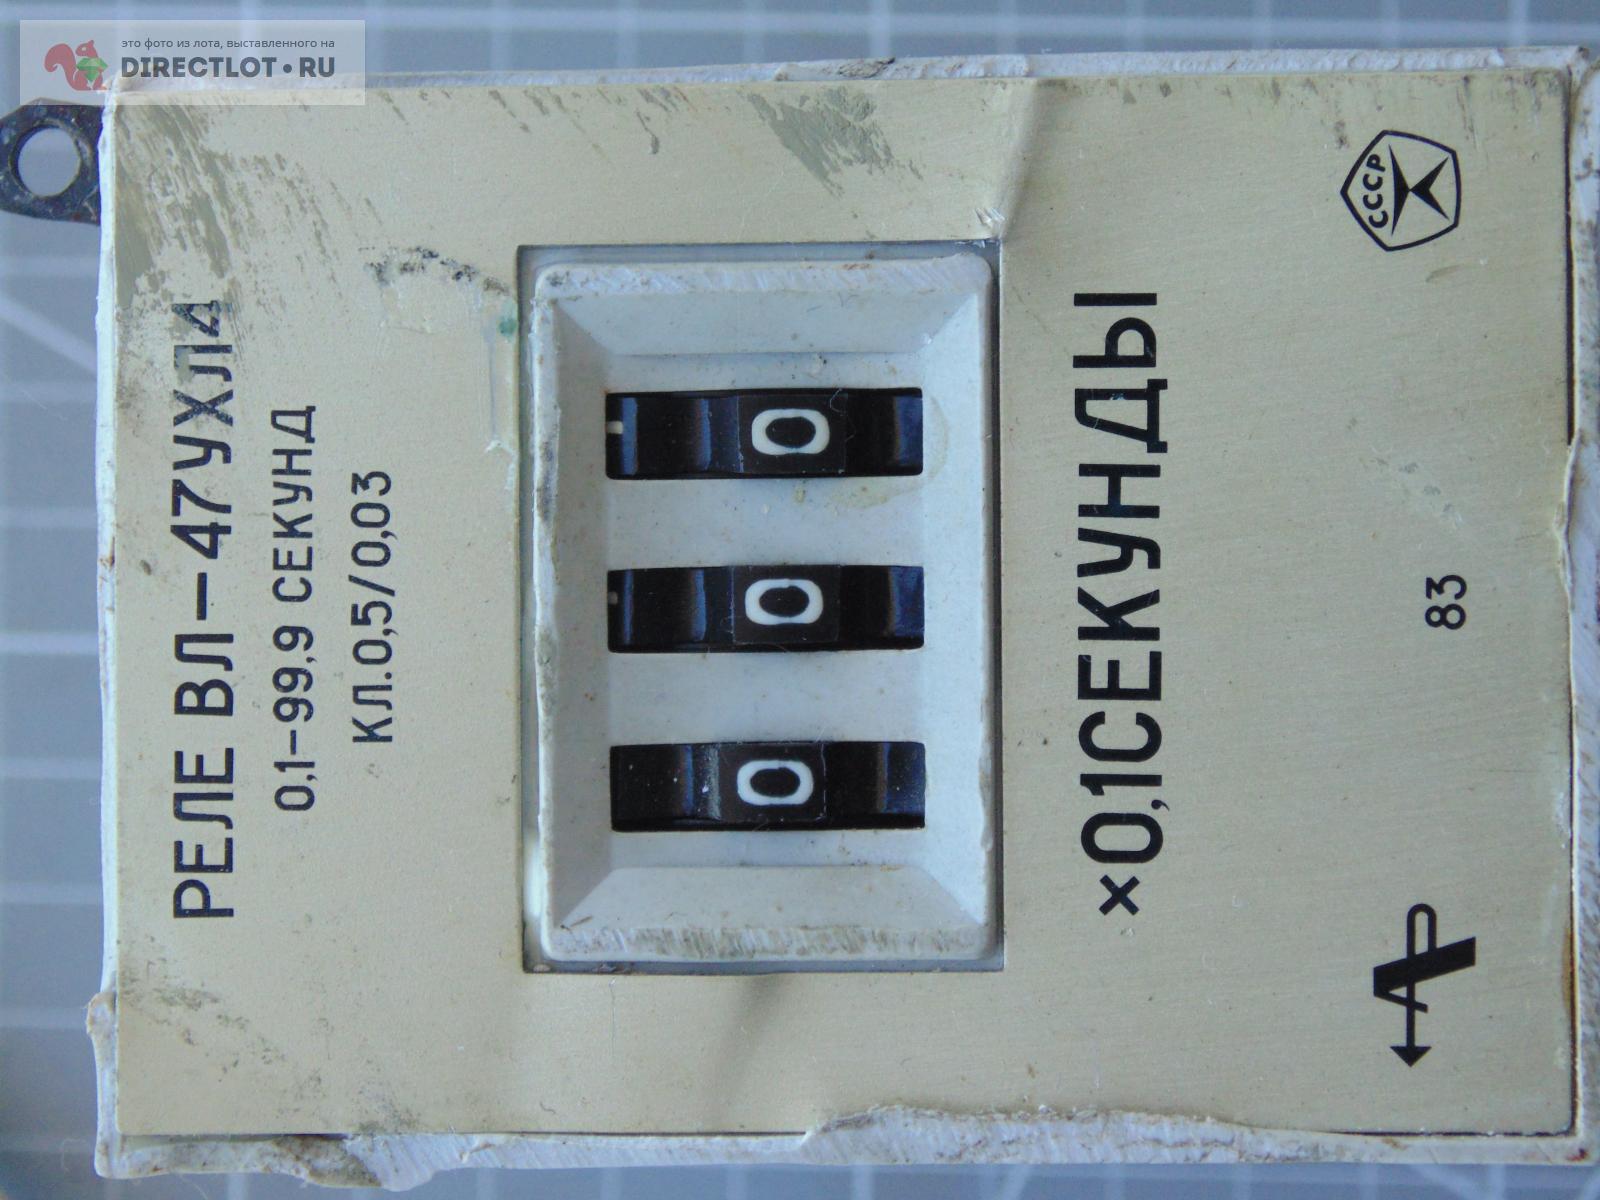 это фото из лота, выставленного на
DIRECTLOT•RU
РЕЛЕ ВЛ-47УХЛ4
0,1-99,9 СЕКУНД
КЛ.0,5/0,03
0 0 0
×0,1СЕКУНДЫ
83
СССР